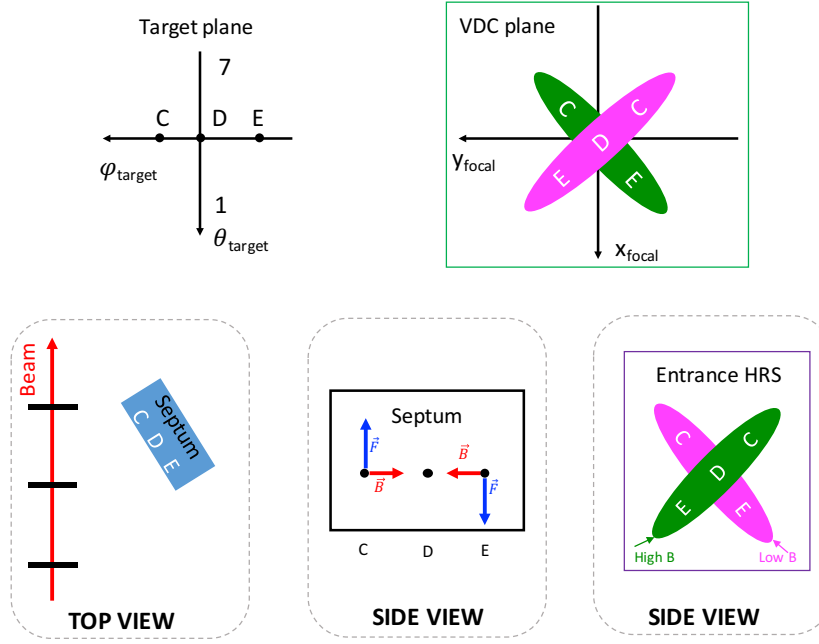 Target plane
7
C D E
φtarget
1
θtarget
VDC plane
C C
D
E E
yfocal
xfocal
Beam
Septum
C D E
TOP VIEW
Septum
F⃗
B⃗
B⃗
F⃗
C D E
SIDE VIEW
Entrance HRS
C C
D
E E
High B
Low B
SIDE VIEW